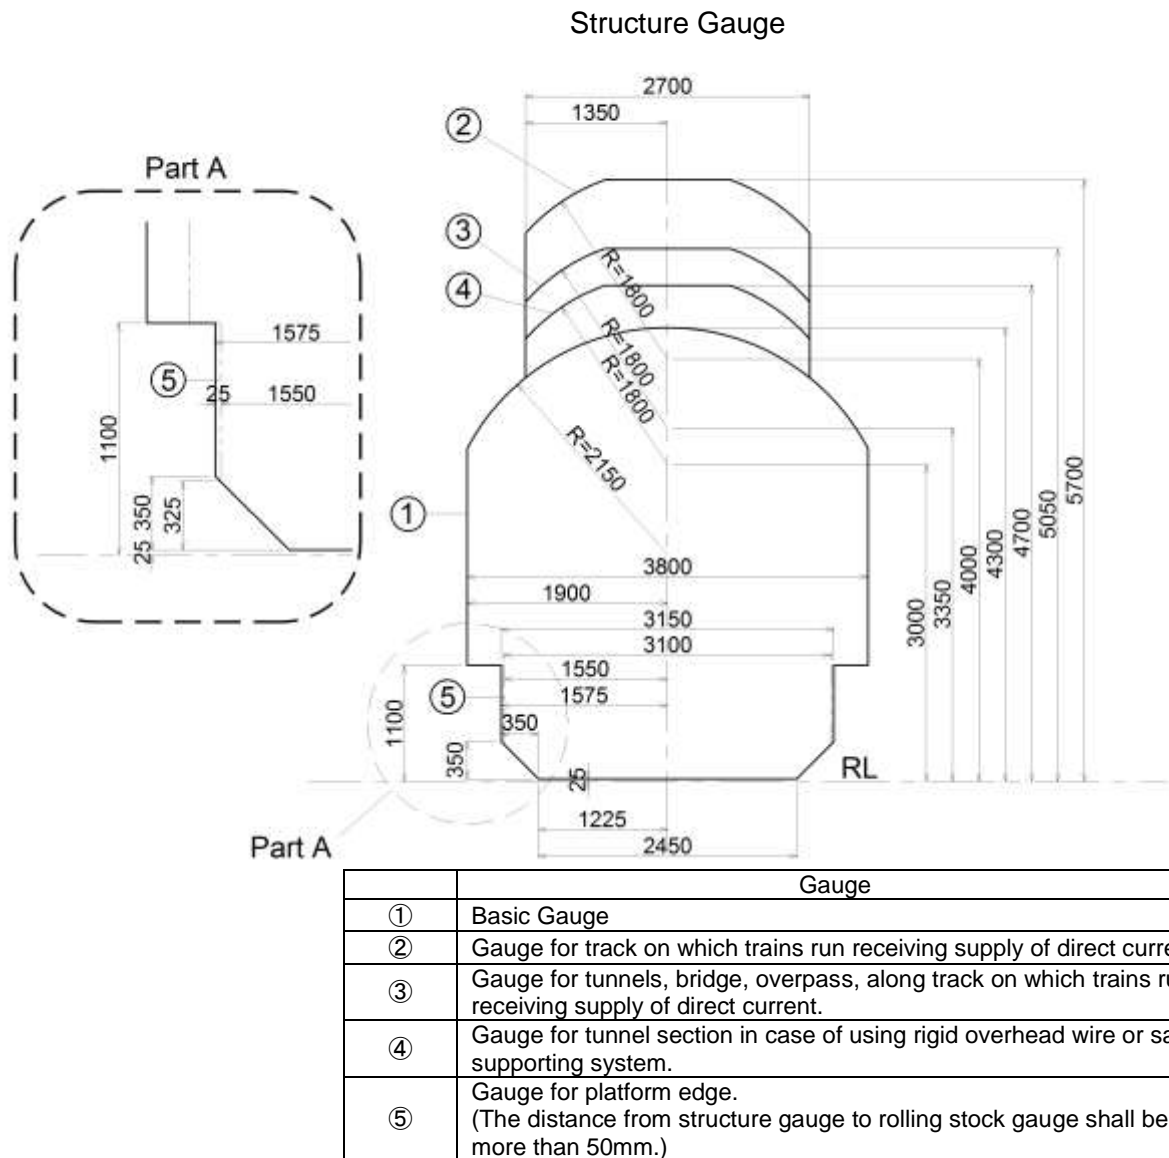 Structure Gauge
2700
1350
②
Part A
③
④
R=1800
R=1800
R=1800
R=2150
1575
⑤
25
1550
1100
350
325
25
①
3800
1900
3150
3100
1550
⑤
1575
350
1100
350
25
RL
1225
2450
Part A
3000
3350
4000
4300
4700
5050
5700
Gauge
① Basic Gauge
② Gauge for track on which trains run receiving supply of direct
③ Gauge for tunnels, bridge, overpass, along track on which trains
receiving supply of direct current.
④ Gauge for tunnel section in case of using rigid overhead wire or
supporting system.
⑤ Gauge for platform edge.
(The distance from structure gauge to rolling stock gauge shall be
more than 50mm.)